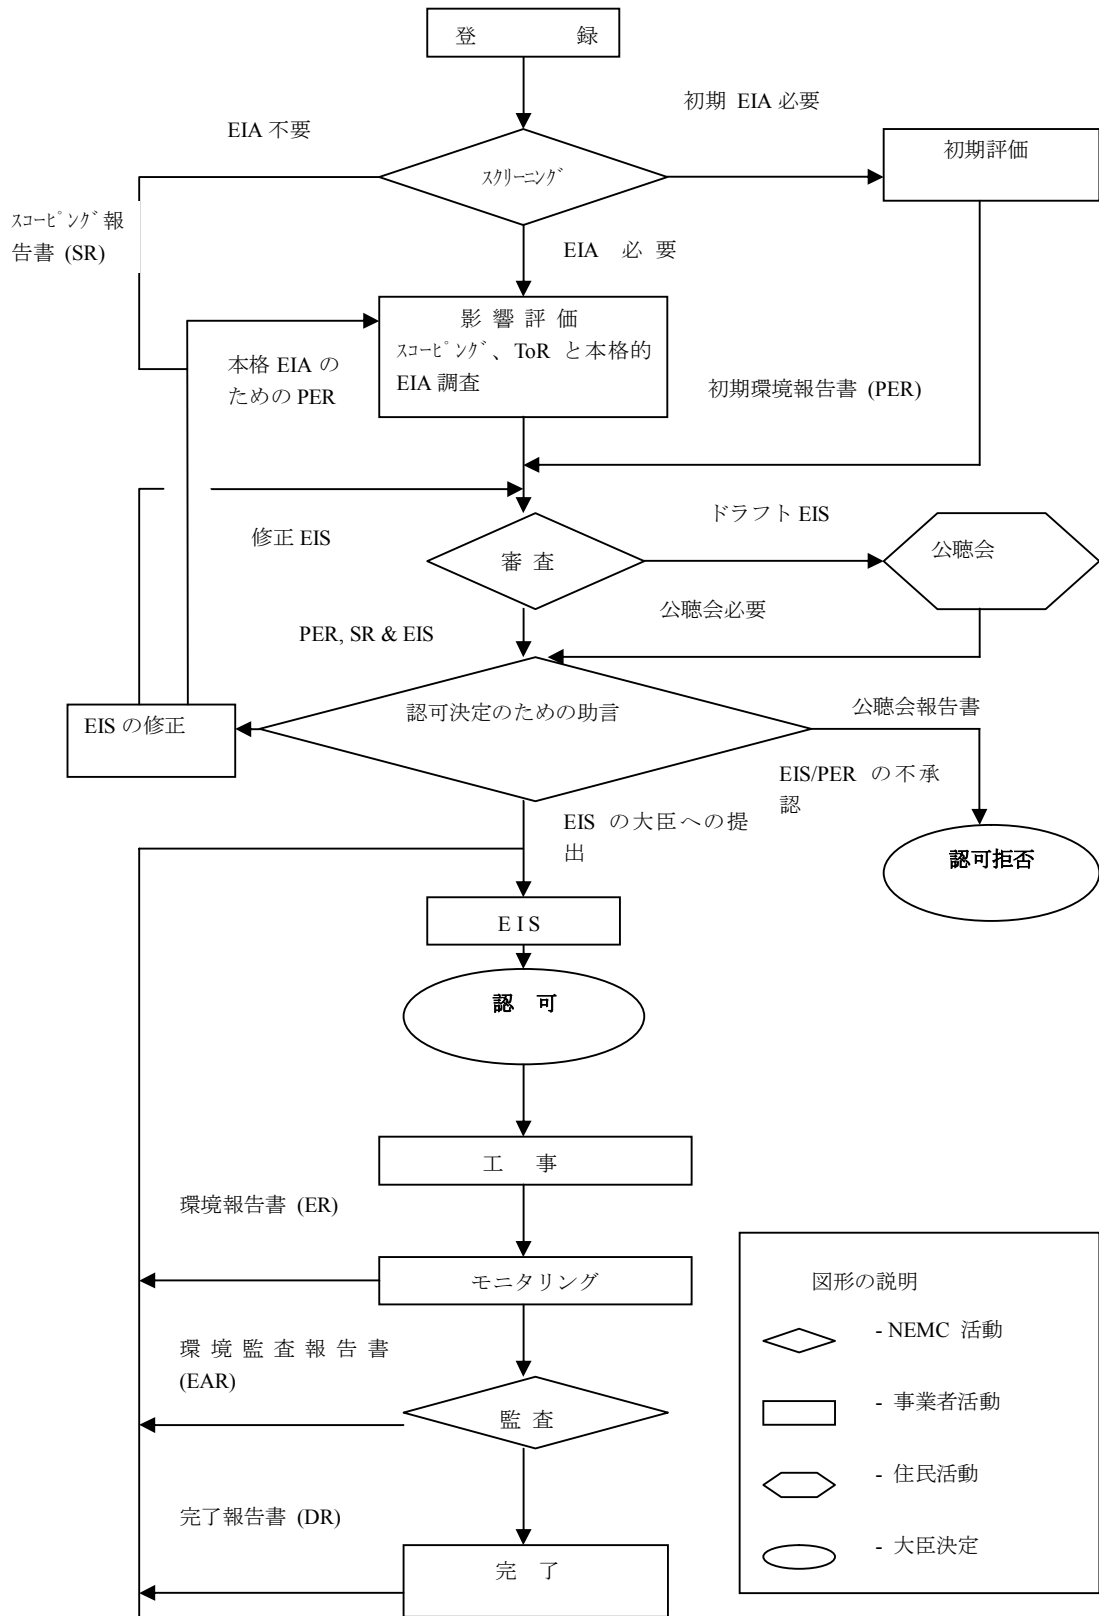 登　録
初期 EIA 必要
EIA 不要
初期評価
ｽｸﾘｰﾆﾝｸﾞ
ｽｺｰﾋﾟﾝｸﾞ報
告書 (SR)
EIA 必 要
影 響 評 価
ｽｺｰﾋﾟﾝｸﾞ、ToR と本格的
EIA 調査
本格 EIA の
ための PER
初期環境報告書 (PER)
ドラフト EIS
修正 EIS
公聴会
審 査
公聴会必要
PER, SR & EIS
認可決定のための助言
公聴会報告書
EIS の修正
EIS/PER の不承
認
EIS の大臣への提
出
認可拒否
E I S
認　可
工　事
環境報告書 (ER)
モニタリング
図形の説明
- NEMC 活動
環 境 監 査 報 告 書
(EAR)
監 査
- 事業者活動
- 住民活動
完了報告書 (DR)
- 大臣決定
完　了